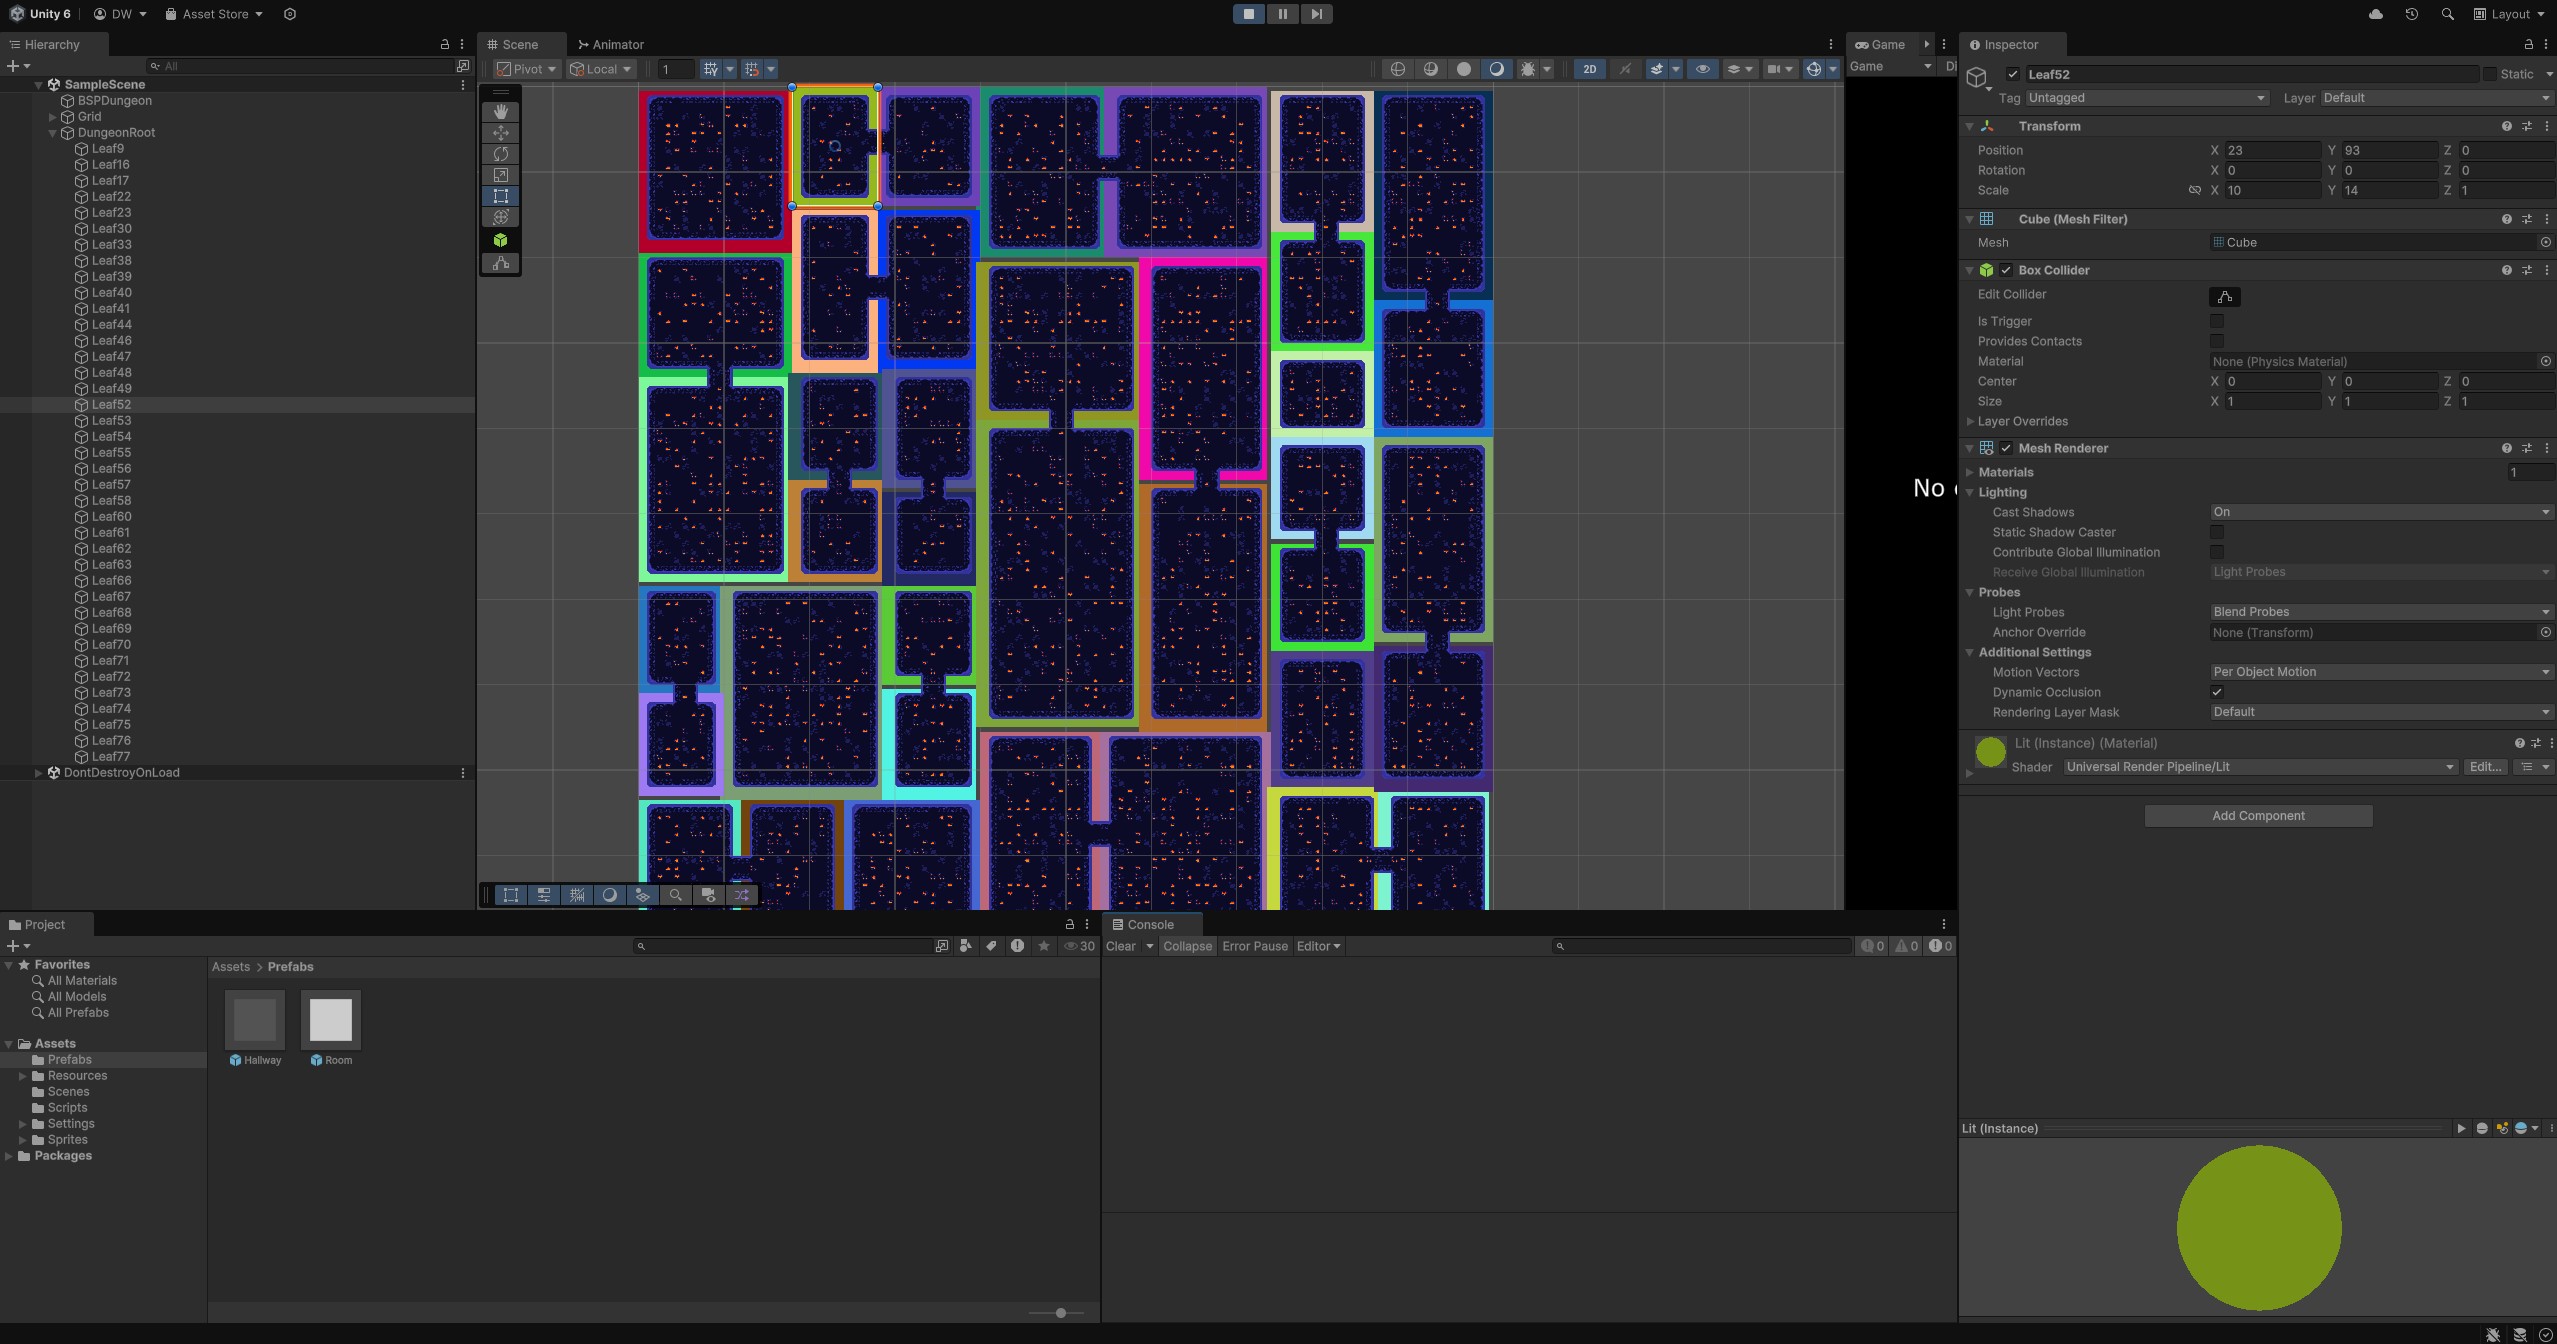 Unity 6 DW Asset Store Layout
Hierarchy
All
SampleScene
BSPDungeon
Grid
DungeonRoot
Leaf9
Leaf16
Leaf17
Leaf22
Leaf23
Leaf30
Leaf33
Leaf38
Leaf39
Leaf40
Leaf41
Leaf44
Leaf46
Leaf47
Leaf48
Leaf49
Leaf52
Leaf53
Leaf54
Leaf55
Leaf56
Leaf57
Leaf58
Leaf60
Leaf61
Leaf62
Leaf63
Leaf66
Leaf67
Leaf68
Leaf69
Leaf70
Leaf71
Leaf72
Leaf73
Leaf74
Leaf75
Leaf76
Leaf77
DontDestroyOnLoad
Scene Animator
Pivot Local 1 2D
Game
Game Di
No
Inspector
Leaf52 Static
Tag Untagged Layer Default
Transform
Position X 23 Y 93 Z 0
Rotation X 0 Y 0 Z 0
Scale X 10 Y 14 Z 1
Cube (Mesh Filter)
Mesh Cube
Box Collider
Edit Collider
Is Trigger
Provides Contacts
Material None (Physics Material)
Center X 0 Y 0 Z 0
Size X 1 Y 1 Z 1
Layer Overrides
Mesh Renderer
Materials 1
Lighting
Cast Shadows On
Static Shadow Caster
Contribute Global Illumination
Receive Global Illumination Light Probes
Probes
Light Probes Blend Probes
Anchor Override None (Transform)
Additional Settings
Motion Vectors Per Object Motion
Dynamic Occlusion
Rendering Layer Mask Default
Lit (Instance) (Material)
Shader Universal Render Pipeline/Lit Edit...
Add Component
Lit (Instance)
Project
30
Favorites
All Materials
All Models
All Prefabs
Assets
Prefabs
Resources
Scenes
Scripts
Settings
Sprites
Packages
Assets > Prefabs
Hallway Room
Console
Clear Collapse Error Pause Editor 0 0 0